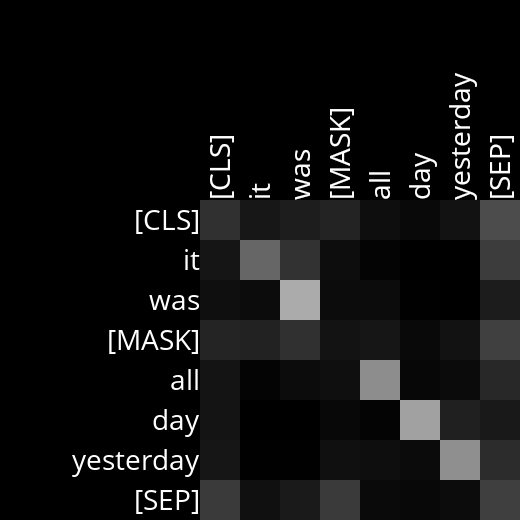 [CLS] it was [MASK] all day yesterday [SEP]
[CLS]
it
was
[MASK]
all
day
yesterday
[SEP]